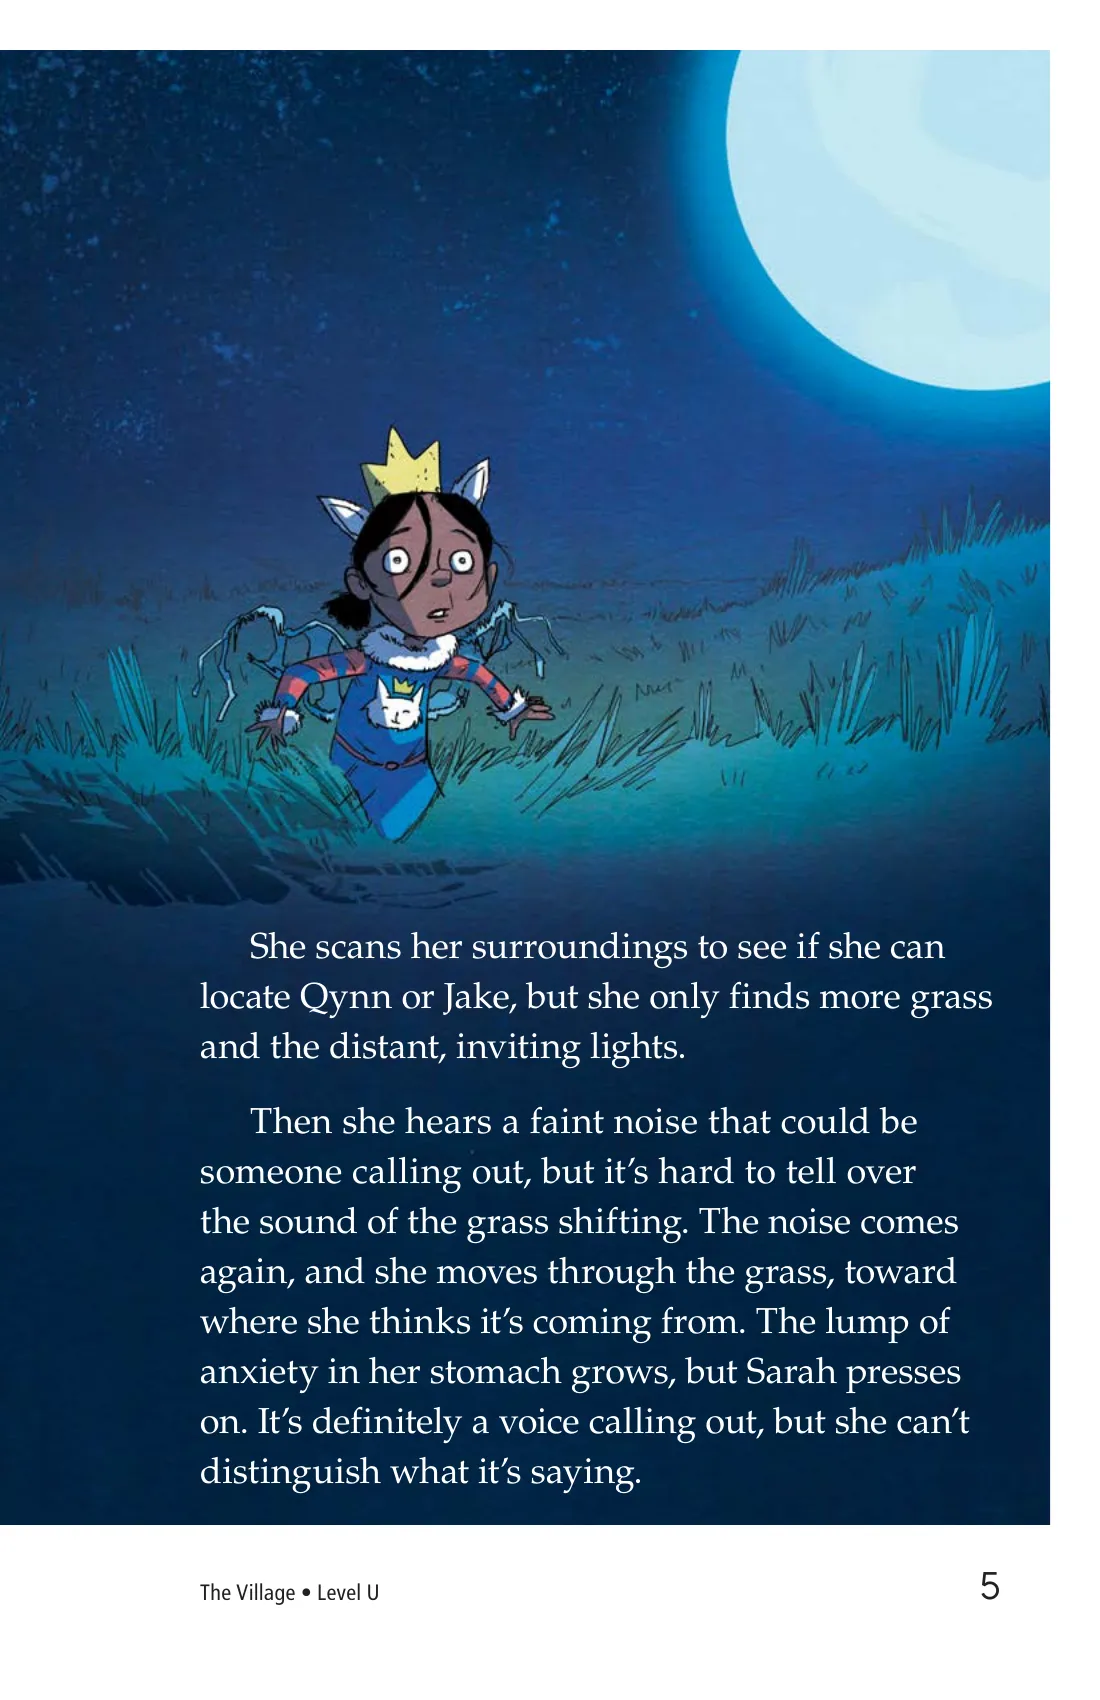 She scans her surroundings to see if she can
locate Qynn or Jake, but she only finds more grass
and the distant, inviting lights.
Then she hears a faint noise that could be
someone calling out, but it’s hard to tell over
the sound of the grass shifting. The noise comes
again, and she moves through the grass, toward
where she thinks it’s coming from. The lump of
anxiety in her stomach grows, but Sarah presses
on. It’s definitely a voice calling out, but she can’t
distinguish what it’s saying.
The Village • Level U
5